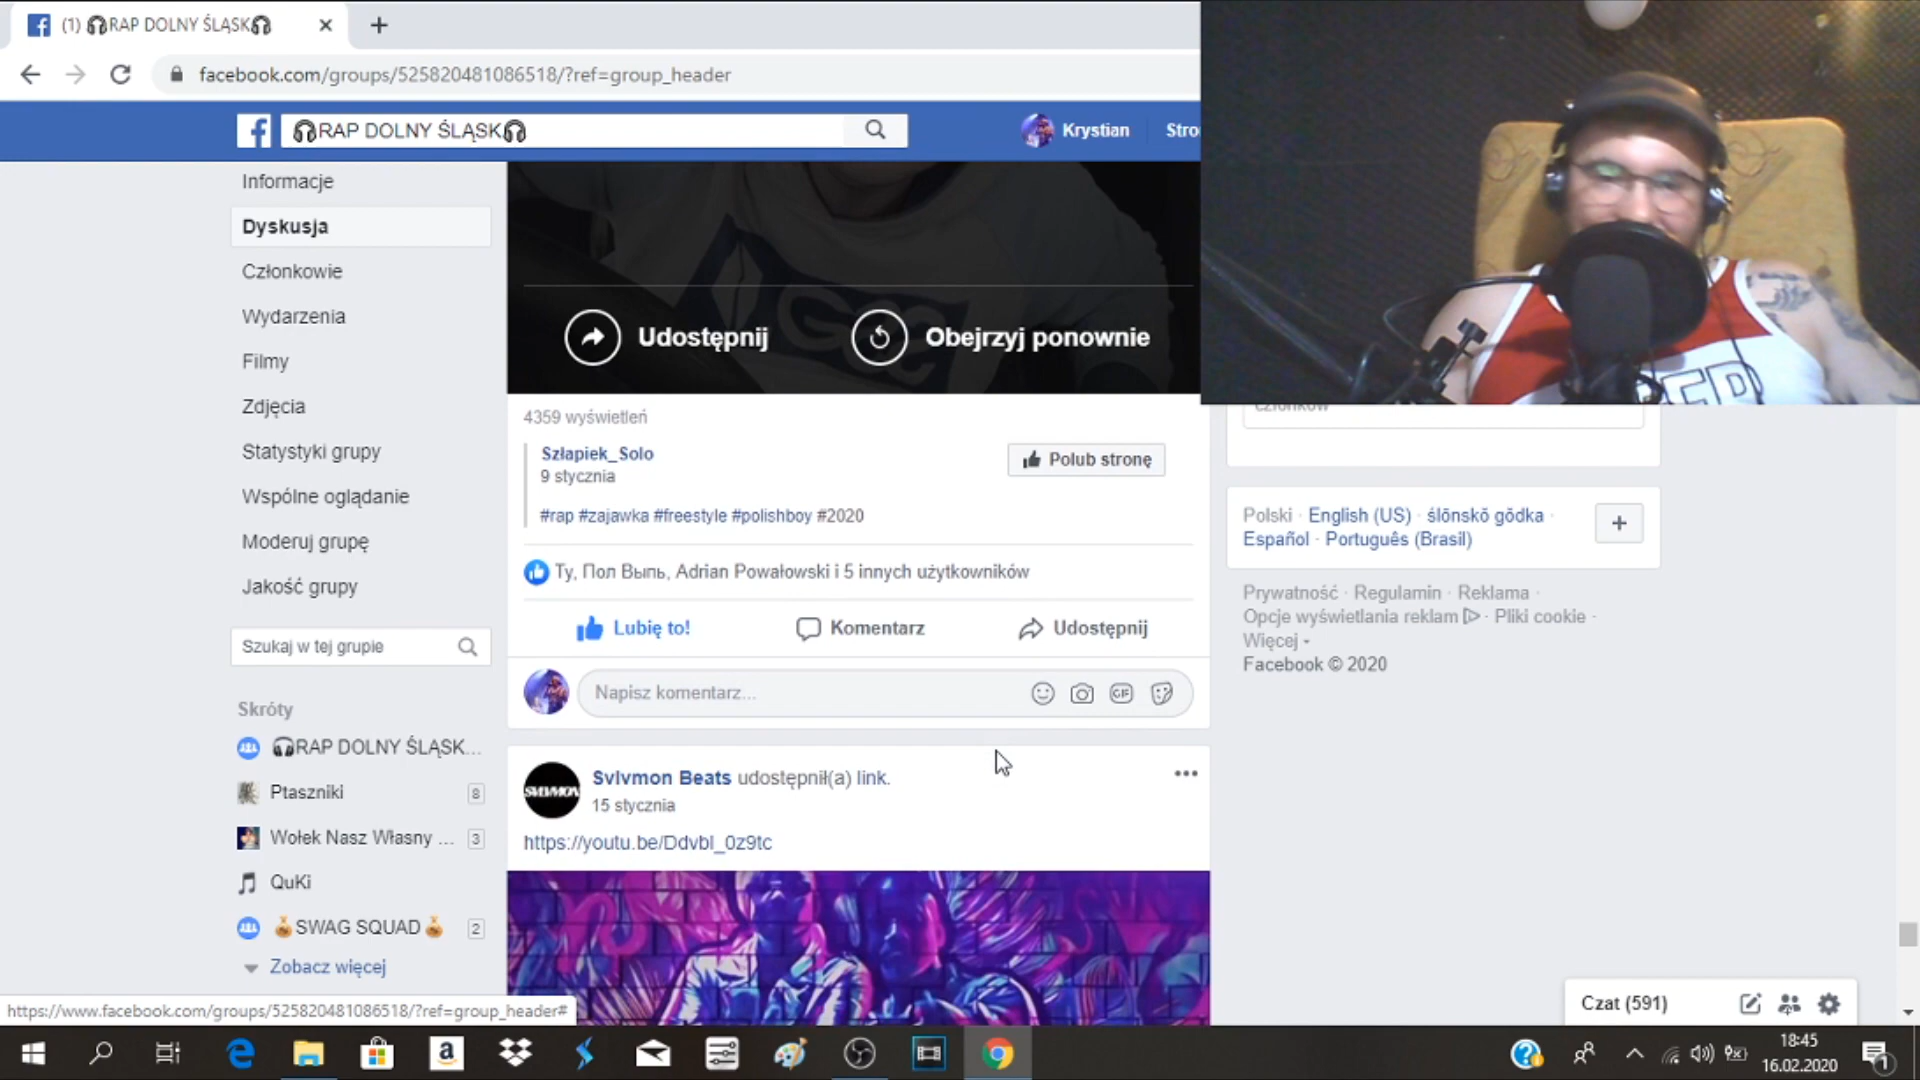 (1) 🎧RAP DOLNY ŚLĄSK🎧
facebook.com/groups/525820481086518/?ref=group_header
🎧RAP DOLNY ŚLĄSK🎧
Krystian
Stro
Informacje
Dyskusja
Członkowie
Wydarzenia
Filmy
Zdjęcia
Statystyki grupy
Wspólne oglądanie
Moderuj grupę
Jakość grupy
Szukaj w tej grupie
Skróty
🎧RAP DOLNY ŚLĄSK...
Ptaszniki 8
Wołek Nasz Własny ... 3
QuKi
💰SWAG SQUAD💰 2
Zobacz więcej
GC
Udostępnij
Obejrzyj ponownie
4359 wyświetleń
Szłapiek_Solo
9 stycznia
Polub stronę
#rap #zajawka #freestyle #polishboy #2020
Ty, Пол Выпь, Adrian Powałowski i 5 innych użytkowników
Lubię to!
Komentarz
Udostępnij
Napisz komentarz...
GIF
Svlvmon Beats udostępnił(a) link.
15 stycznia
SVLVMON
https://youtu.be/Ddvbl_0z9tc
członków
Polski · English (US) · ślōnskŏ gŏdka ·
Español · Português (Brasil)
Prywatność · Regulamin · Reklama ·
Opcje wyświetlania reklam · Pliki cookie ·
Więcej
Facebook © 2020
Czat (591)
https://www.facebook.com/groups/525820481086518/?ref=group_header#
18:45
16.02.2020
1